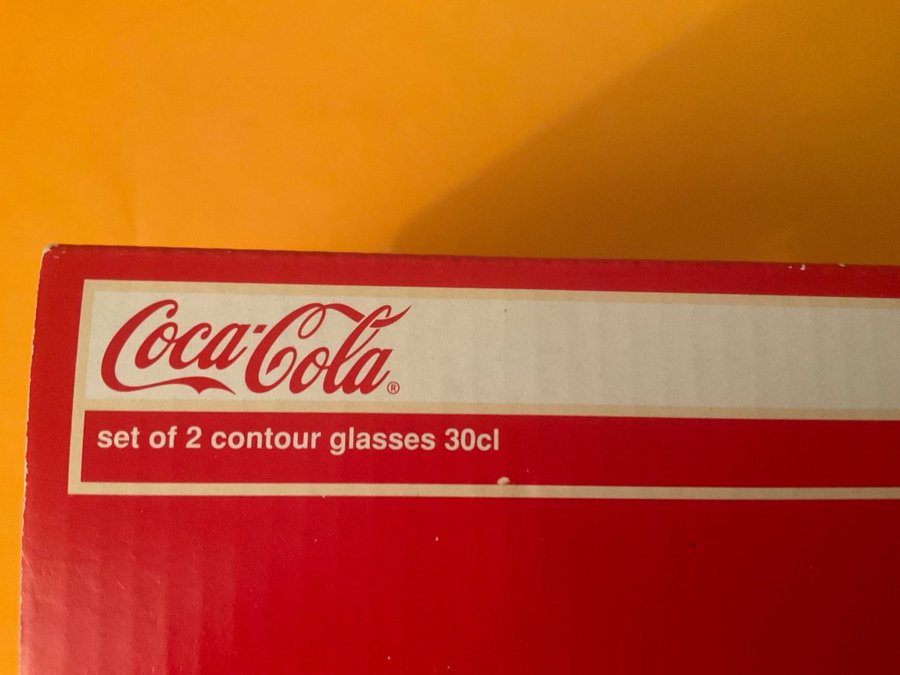 Coca-Cola®
set of 2 contour glasses 30cl